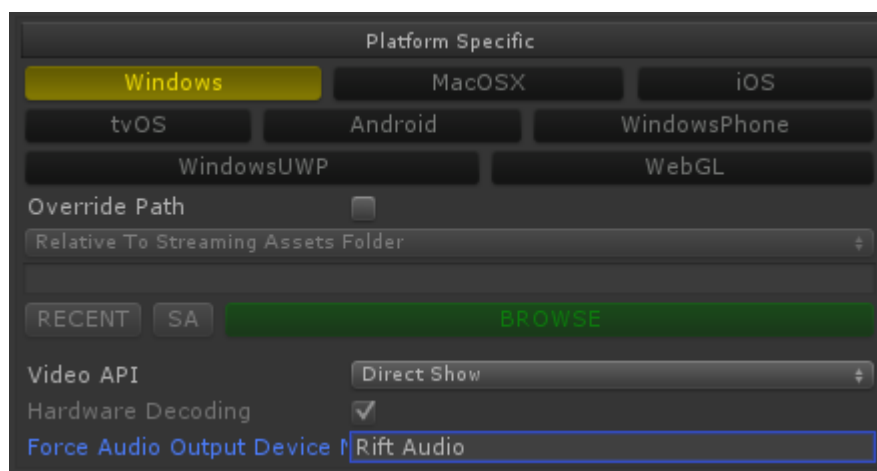 Platform Specific
Windows MacOSX iOS
tvOS Android WindowsPhone
WindowsUWP WebGL
Override Path
Relative To Streaming Assets Folder
RECENT SA BROWSE
Video API Direct Show
Hardware Decoding
Force Audio Output Device Rift Audio